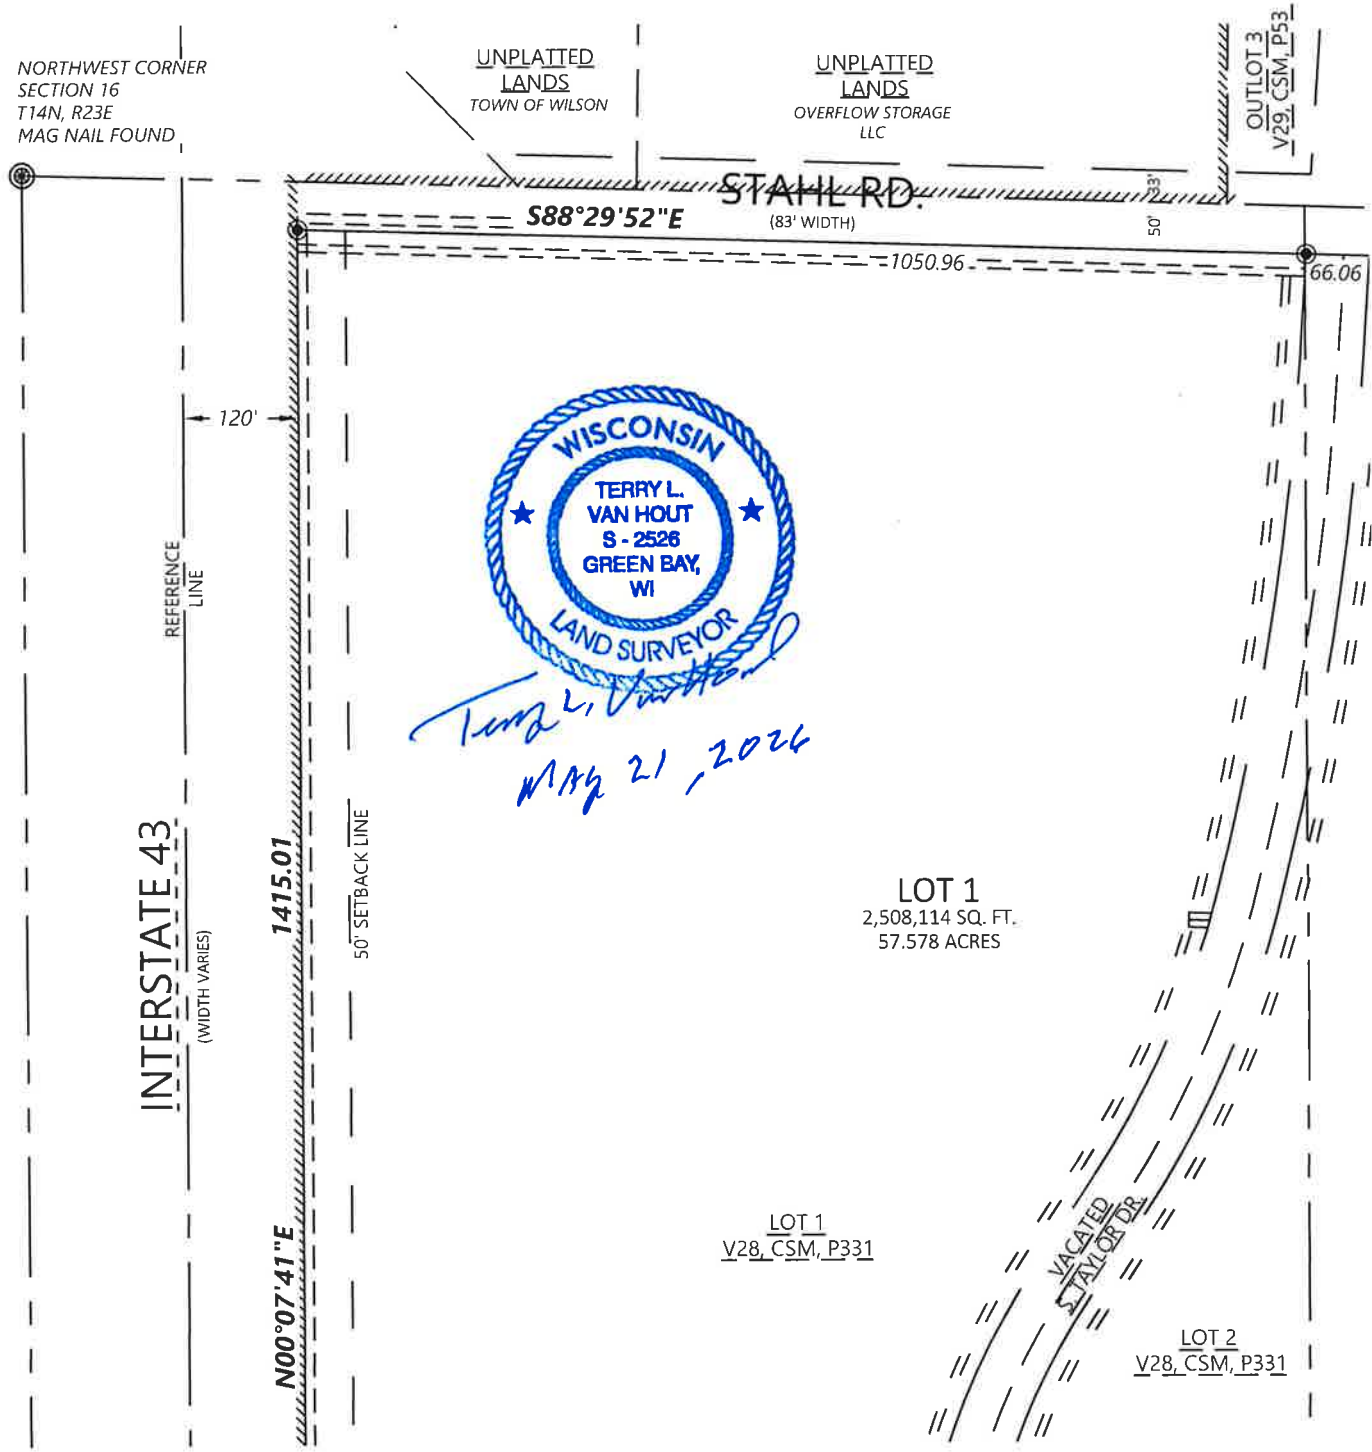 NORTHWEST CORNER
SECTION 16
T14N, R23E
MAG NAIL FOUND
UNPLATTED
LANDS
TOWN OF WILSON
UNPLATTED
LANDS
OVERFLOW STORAGE
LLC
OUTLOT 3
V29, CSM, P53
STAHL RD.
(83' WIDTH)
33'
50'
S88°29'52"E
1050.96
66.06
120'
REFERENCE
LINE
WISCONSIN
TERRY L.
VAN HOUT
S - 2526
GREEN BAY,
WI
LAND SURVEYOR
Terry L. Van Hout
May 21, 2026
INTERSTATE 43
(WIDTH VARIES)
1415.01
N00°07'41"E
50' SETBACK LINE
LOT 1
2,508,114 SQ. FT.
57.578 ACRES
LOT 1
V28, CSM, P331
VACATED
S. TAYLOR DR.
LOT 2
V28, CSM, P331